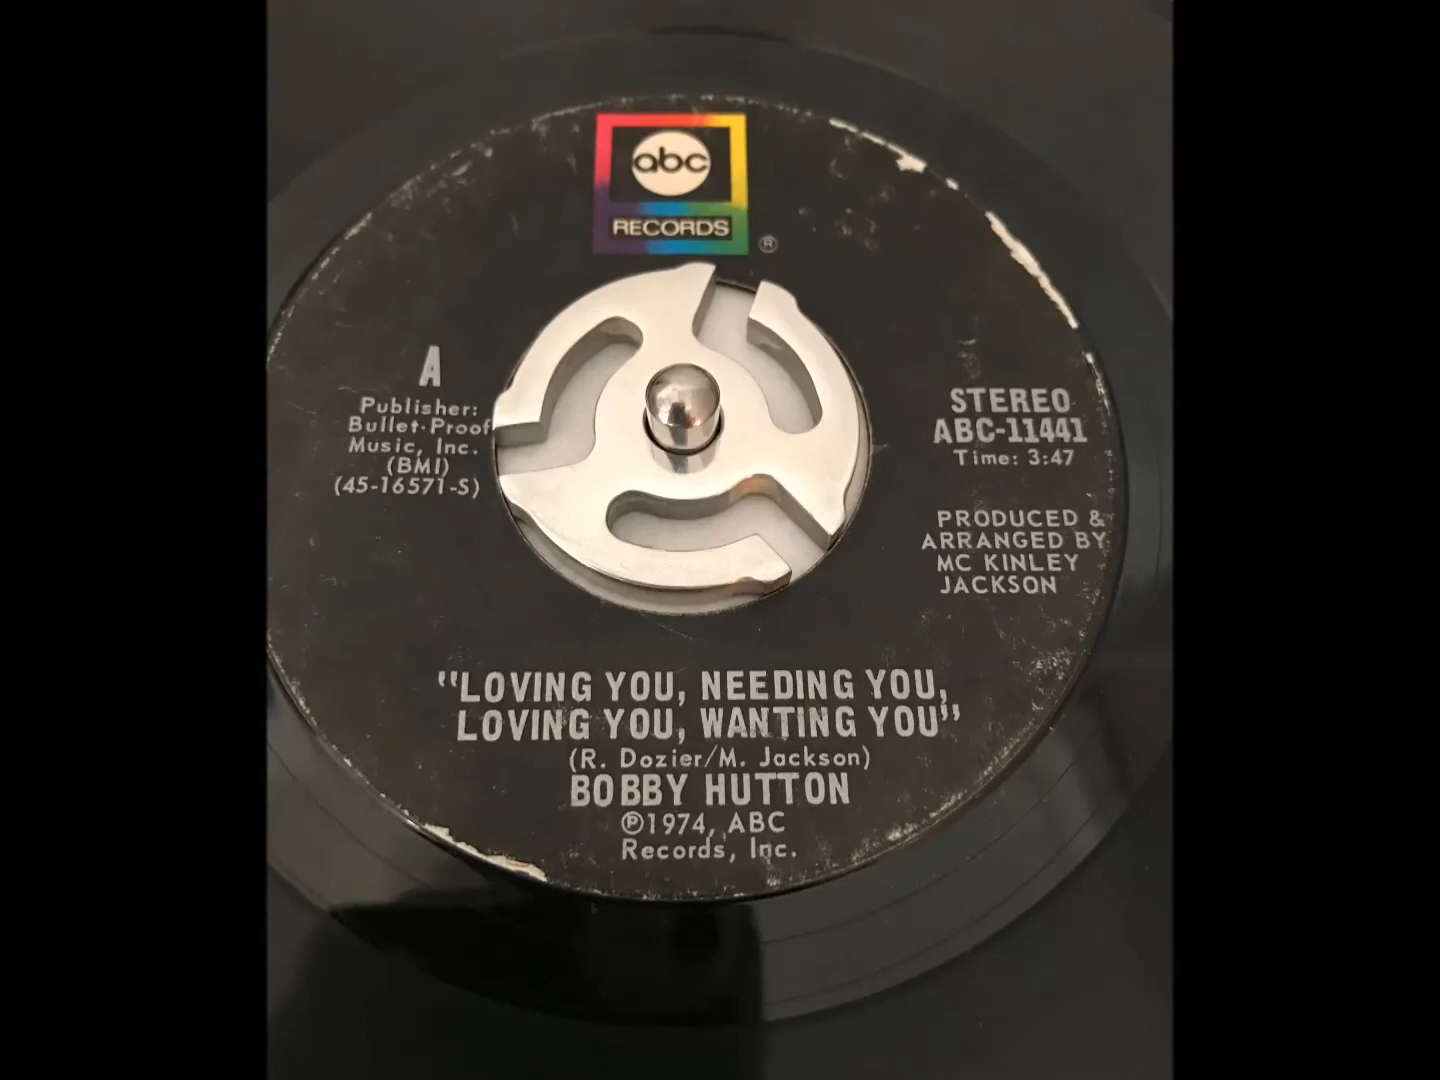 abc
RECORDS
®
A
Publisher:
Bullet-Proof
Music, Inc.
(BMI)
(45-16571-S)
STEREO
ABC-11441
Time: 3:47
PRODUCED &
ARRANGED BY
MC KINLEY
JACKSON
"LOVING YOU, NEEDING YOU,
LOVING YOU, WANTING YOU"
(R. Dozier/M. Jackson)
BOBBY HUTTON
℗1974, ABC
Records, Inc.